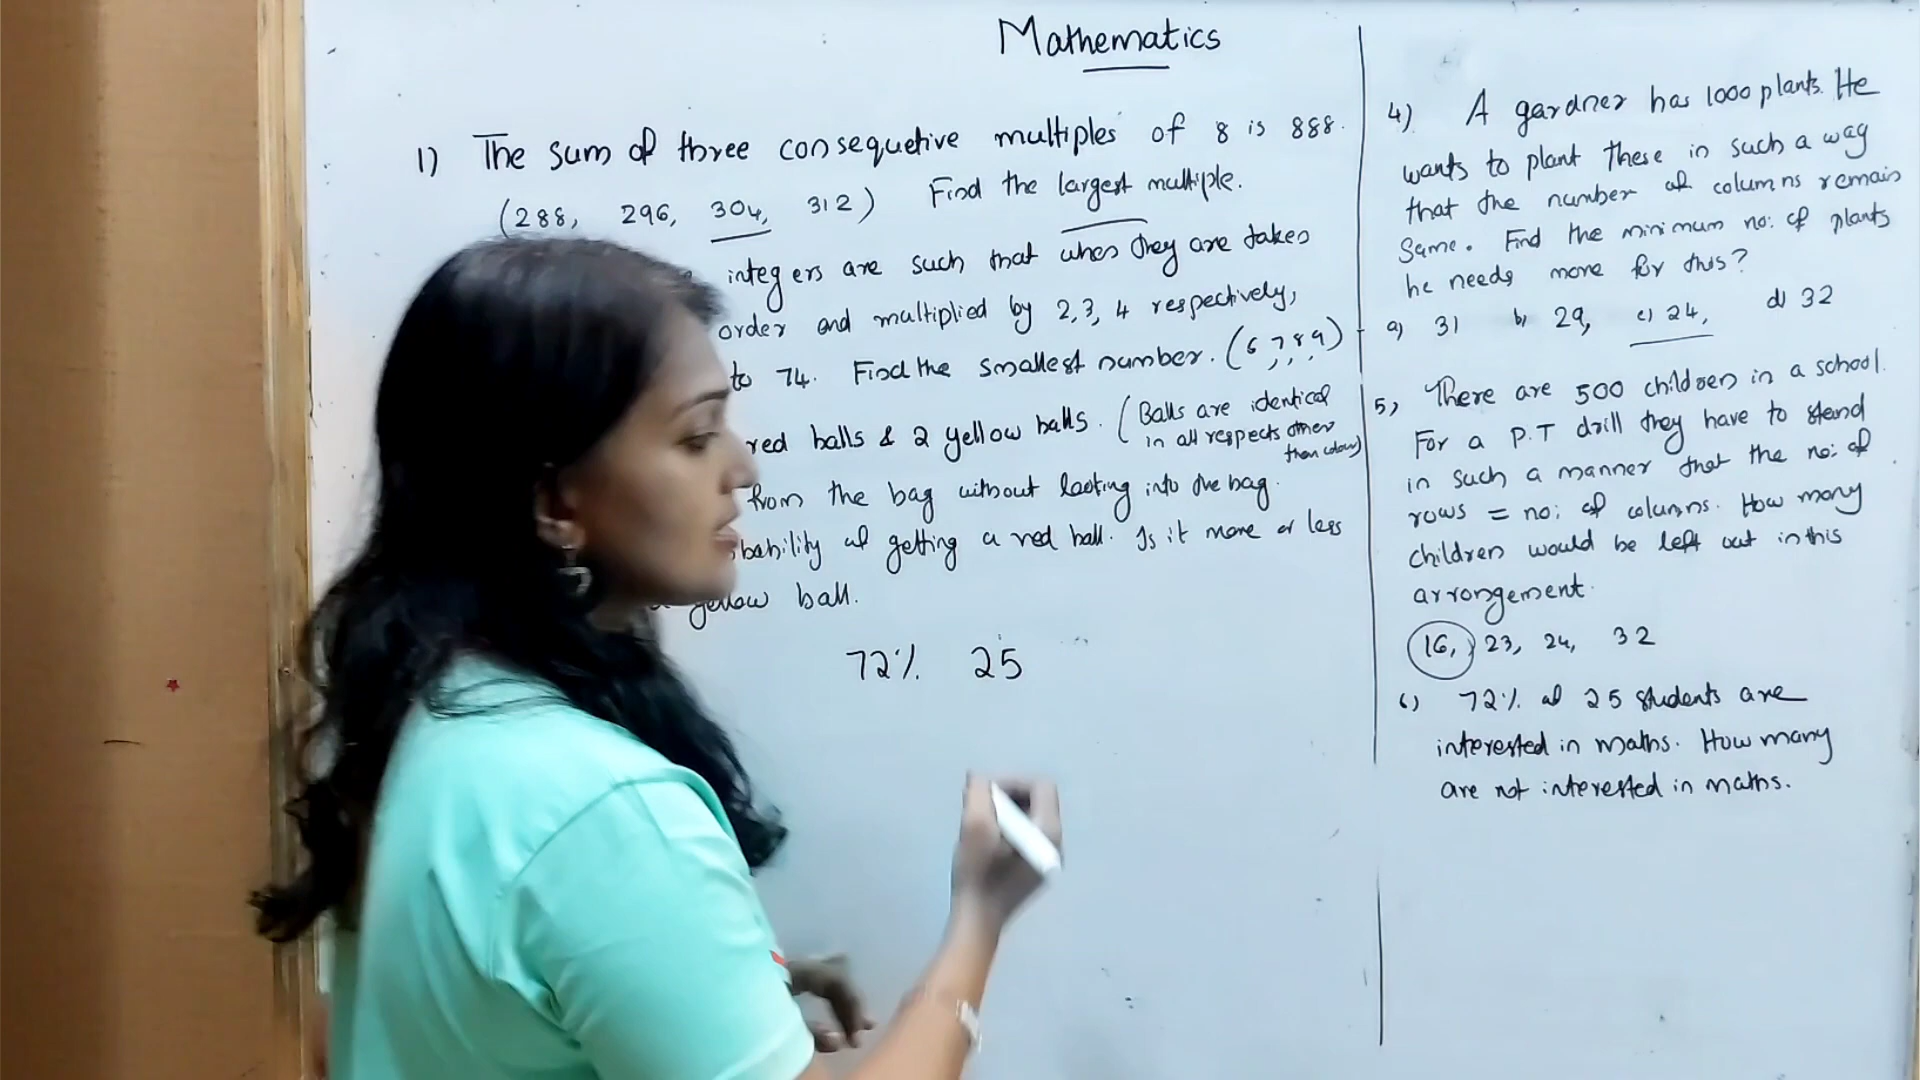 Mathematics
1) The sum of three consequetive multiples of 8 is 888.
(288, 296, 304, 312) Find the largest multiple.
integers are such that when they are taken
order and multiplied by 2, 3, 4 respectively,
to 74. Find the smallest number. (6, 7, 8, 9)
red balls & 2 yellow balls. (Balls are identical
in all respects other
than colour)
from the bag without looking into the bag.
bability of getting a red ball. Is it more or less
yellow ball.
72% 25
4) A gardner has 1000 plants. He
wants to plant these in such a way
that the number of columns remain
same. Find the minimum no: of plants
he needs more for this?
a) 31 b) 29, c) 24, d) 32
5, There are 500 children in a school.
For a P.T drill they have to stand
in such a manner that the no: of
rows = no: of columns. How many
children would be left out in this
arrangement.
16, 23, 24, 32
6) 72% of 25 students are
interested in maths. How many
are not interested in maths.